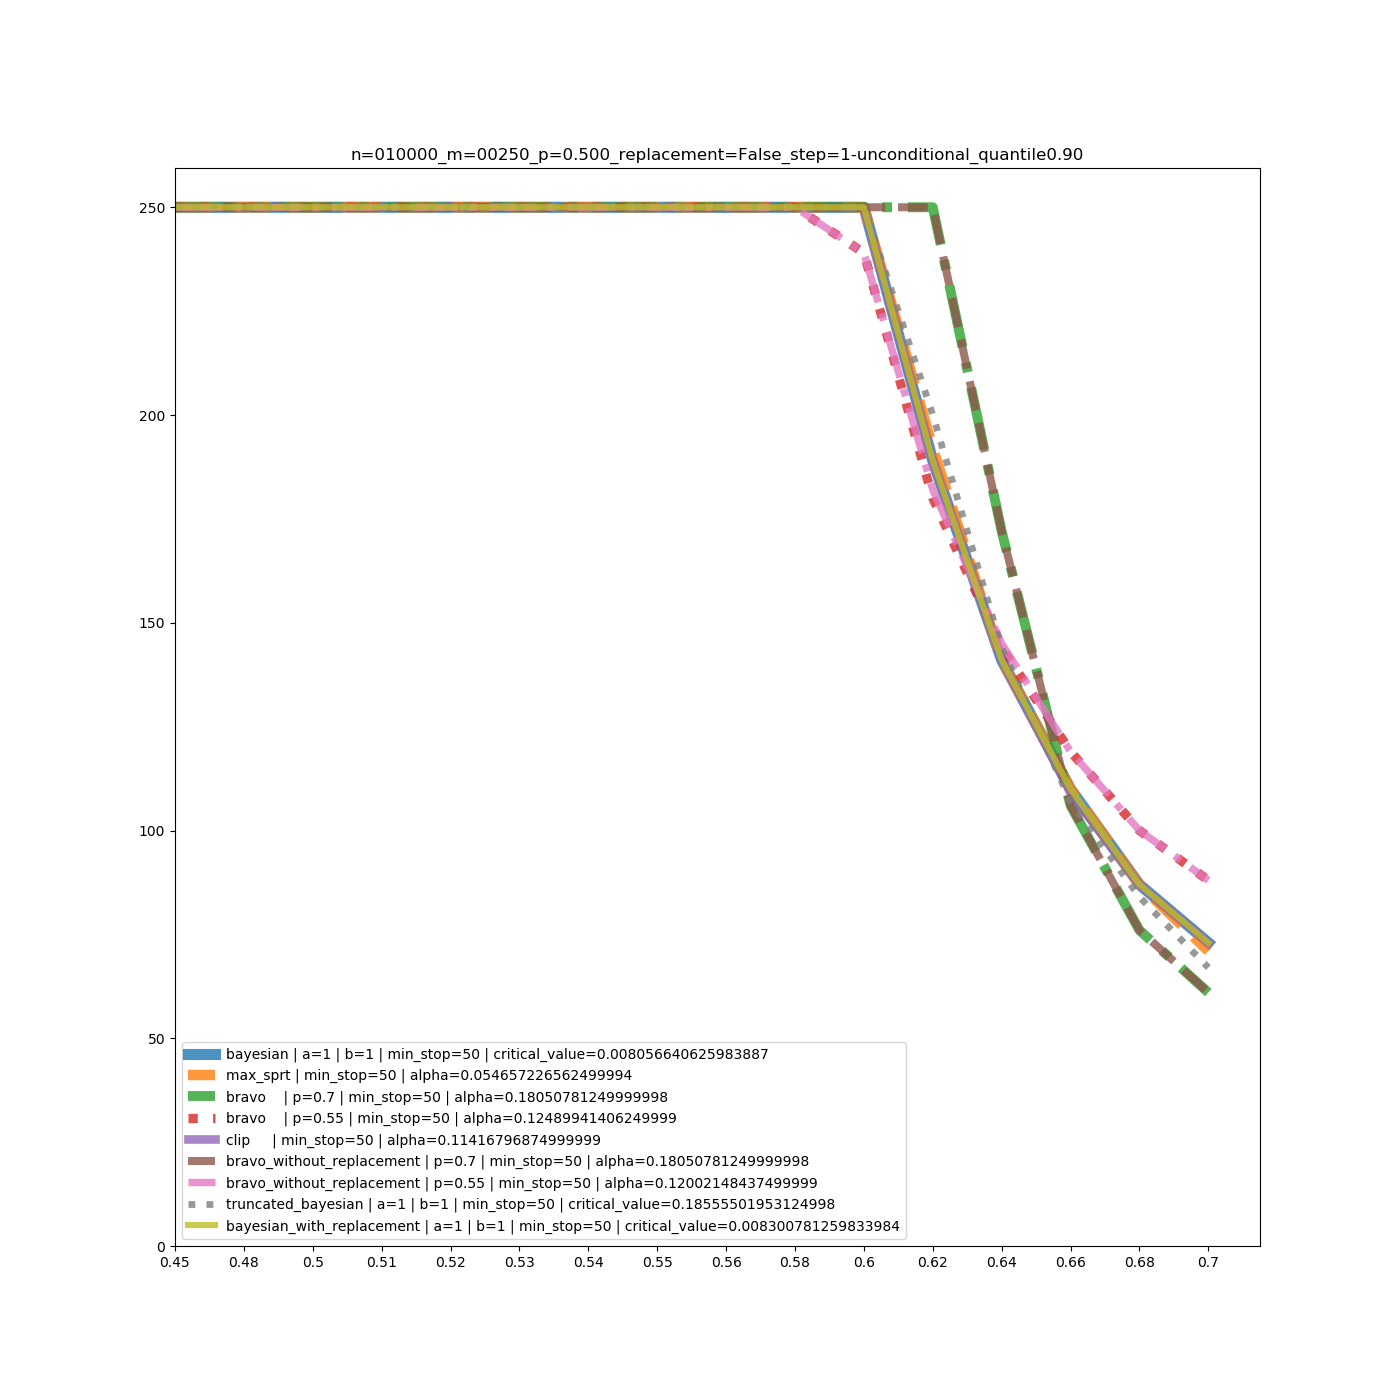 n=010000_m=00250_p=0.500_replacement=False_step=1-unconditional_quantile0.90
250
200
150
100
50
0
bayesian | a=1 | b=1 | min_stop=50 | critical_value=0.008056640625983887
max_sprt | min_stop=50 | alpha=0.054657226562499994
bravo    | p=0.7 | min_stop=50 | alpha=0.18050781249999998
bravo    | p=0.55 | min_stop=50 | alpha=0.12489941406249999
clip     | min_stop=50 | alpha=0.11416796874999999
bravo_without_replacement | p=0.7 | min_stop=50 | alpha=0.18050781249999998
bravo_without_replacement | p=0.55 | min_stop=50 | alpha=0.12002148437499999
truncated_bayesian | a=1 | b=1 | min_stop=50 | critical_value=0.18555501953124998
bayesian_with_replacement | a=1 | b=1 | min_stop=50 | critical_value=0.008300781259833984
0.45 0.48 0.5 0.51 0.52 0.53 0.54 0.55 0.56 0.58 0.6 0.62 0.64 0.66 0.68 0.7